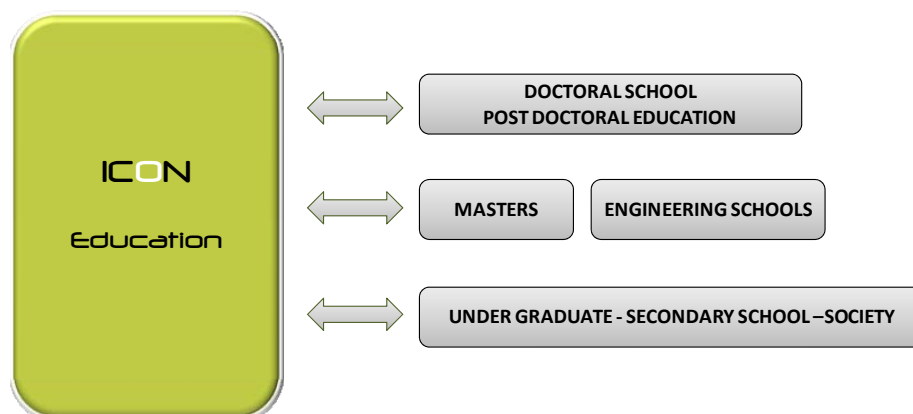 ICON
Education
DOCTORAL SCHOOL
POST DOCTORAL EDUCATION
MASTERS
ENGINEERING SCHOOLS
UNDER GRADUATE - SECONDARY SCHOOL –SOCIETY